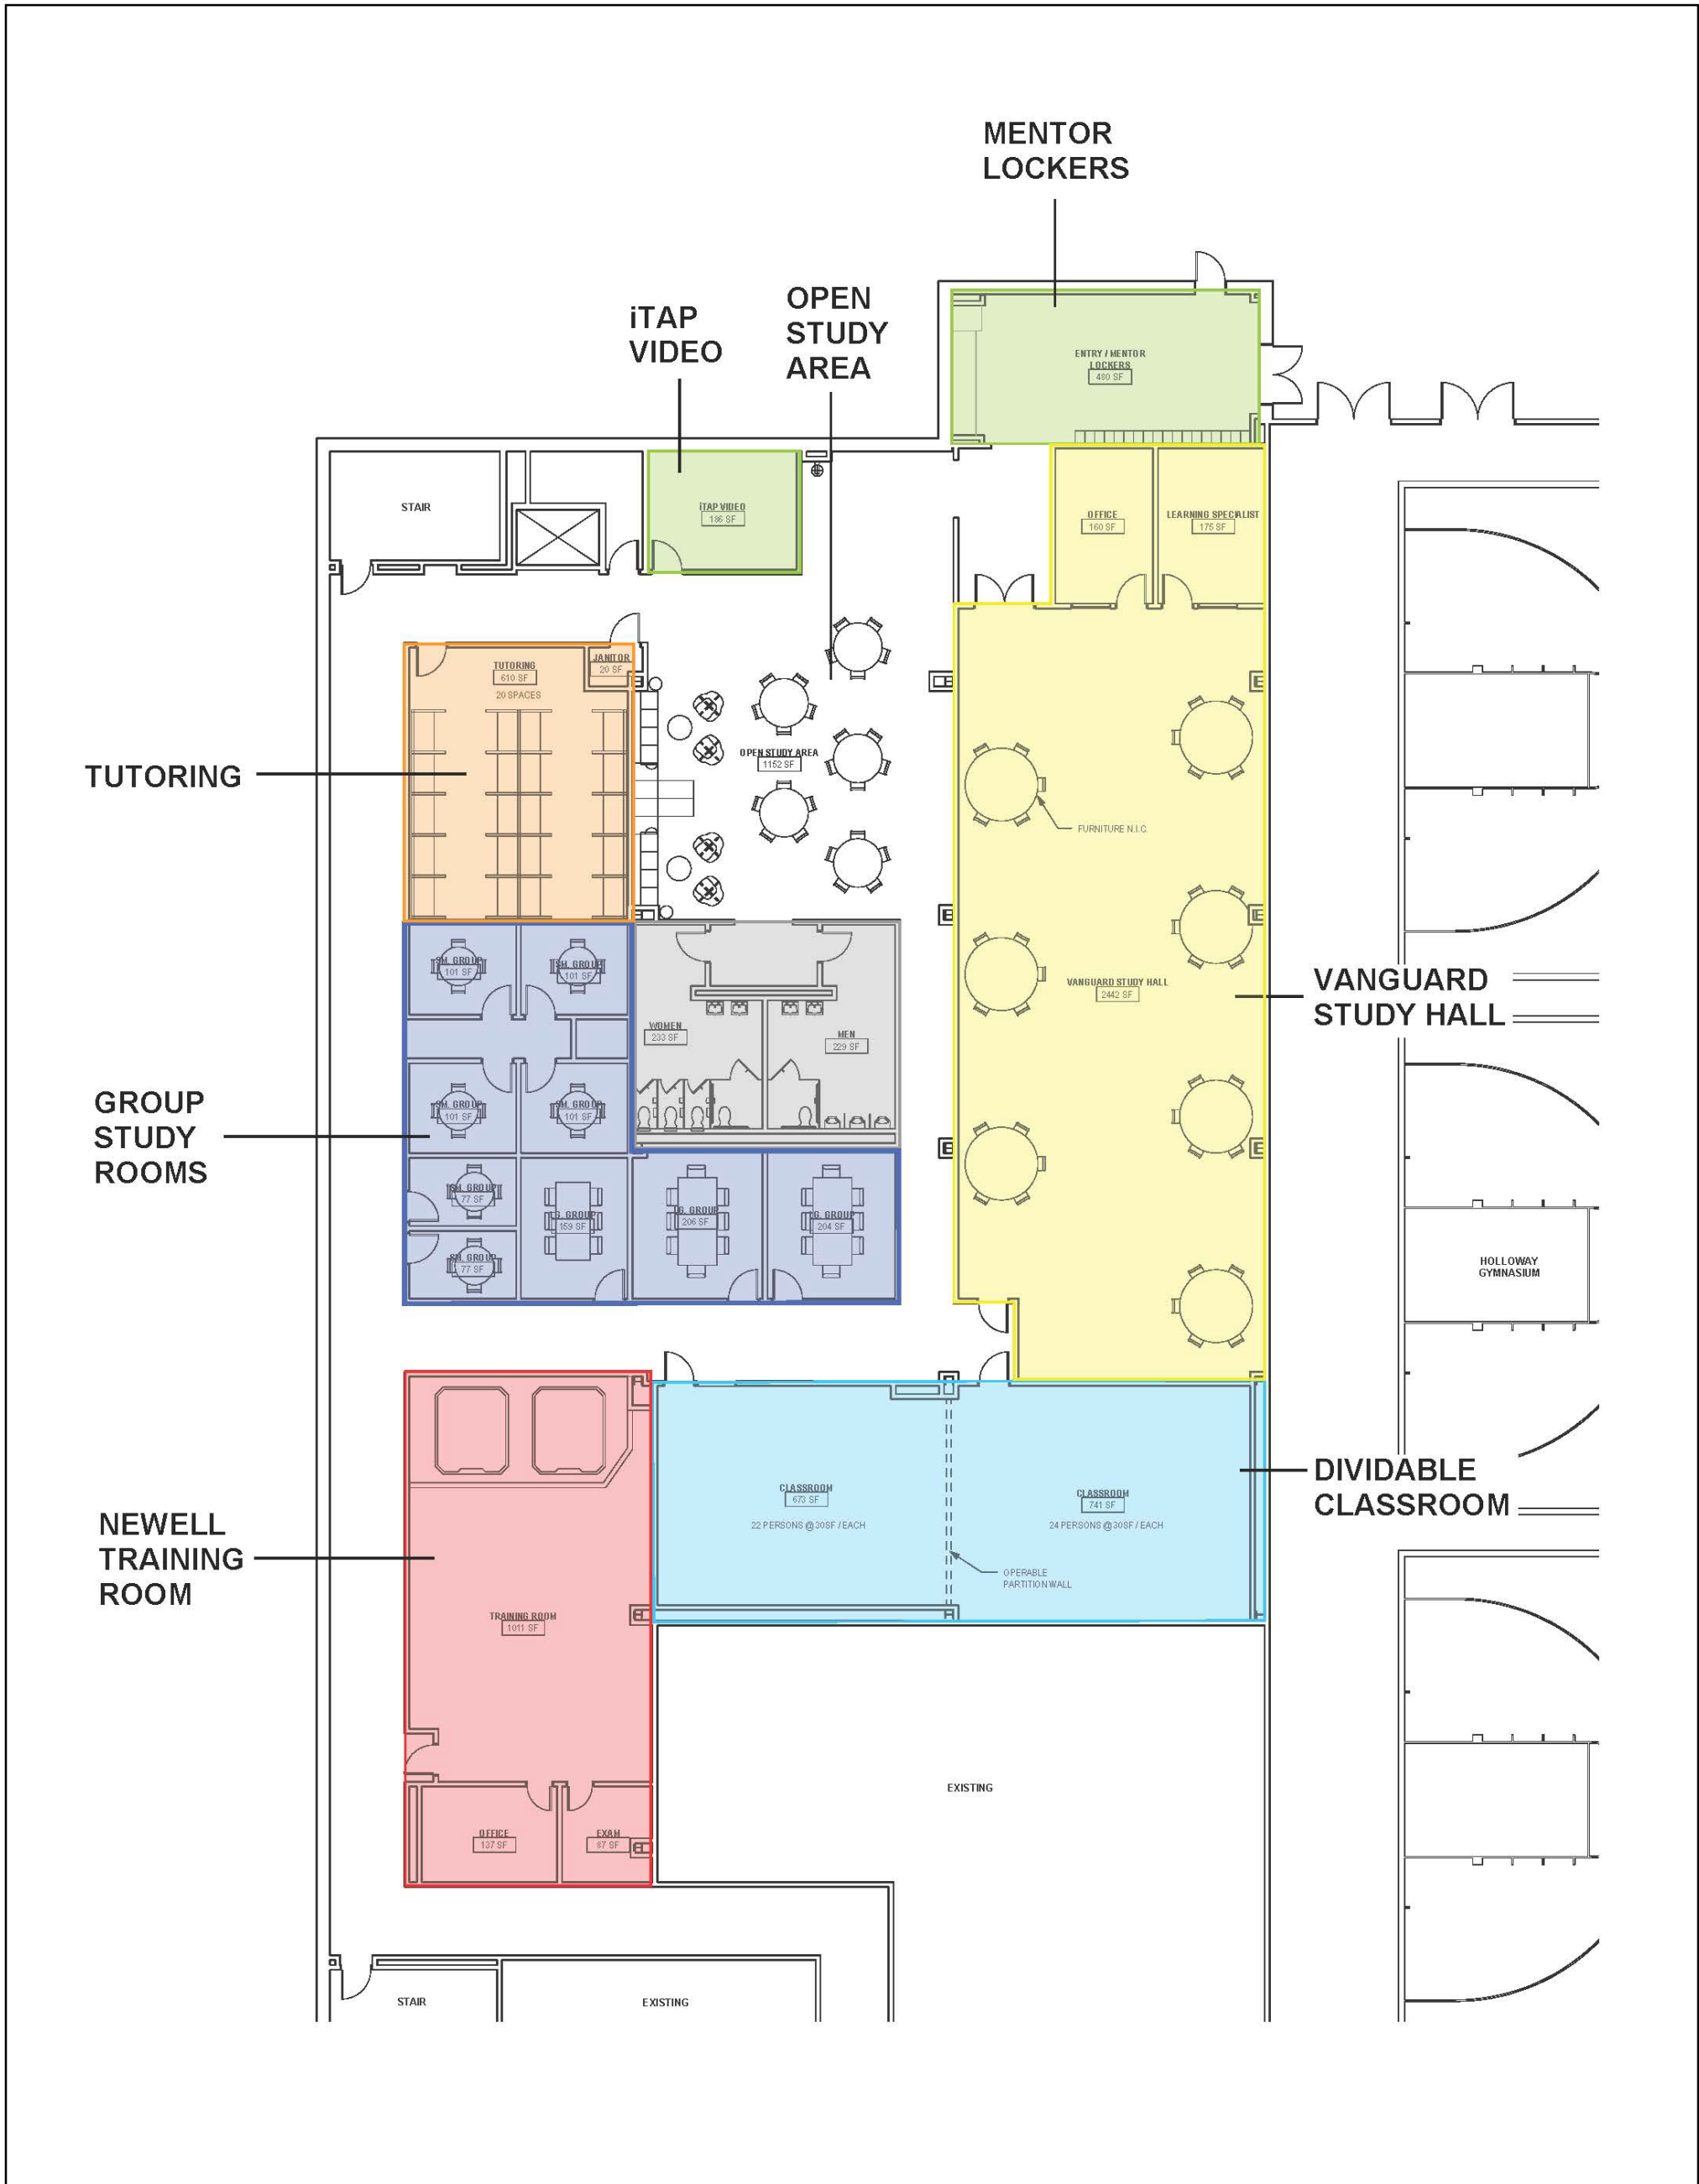 MENTOR
LOCKERS
iTAP
VIDEO
OPEN
STUDY
AREA
ENTRY / MENTOR
LOCKERS
480 SF
STAIR
iTAP VIDEO
186 SF
OFFICE
160 SF
LEARNING SPECIALIST
175 SF
TUTORING
610 SF
20 SPACES
JANITOR
20 SF
OPEN STUDY AREA
1152 SF
TUTORING
FURNITURE N.I.C.
SM. GROUP
101 SF
SM. GROUP
101 SF
VANGUARD STUDY HALL
2442 SF
VANGUARD
STUDY HALL
WOMEN
233 SF
MEN
229 SF
GROUP
STUDY
ROOMS
SM. GROUP
101 SF
SM. GROUP
101 SF
SM. GROUP
77 SF
LG. GROUP
159 SF
LG. GROUP
206 SF
LG. GROUP
204 SF
SM. GROUP
77 SF
HOLLOWAY
GYMNASIUM
DIVIDABLE
CLASSROOM
CLASSROOM
673 SF
22 PERSONS @ 30SF / EACH
CLASSROOM
741 SF
24 PERSONS @ 30SF / EACH
NEWELL
TRAINING
ROOM
OPERABLE
PARTITION WALL
TRAINING ROOM
1011 SF
EXISTING
OFFICE
137 SF
EXAM
87 SF
STAIR
EXISTING